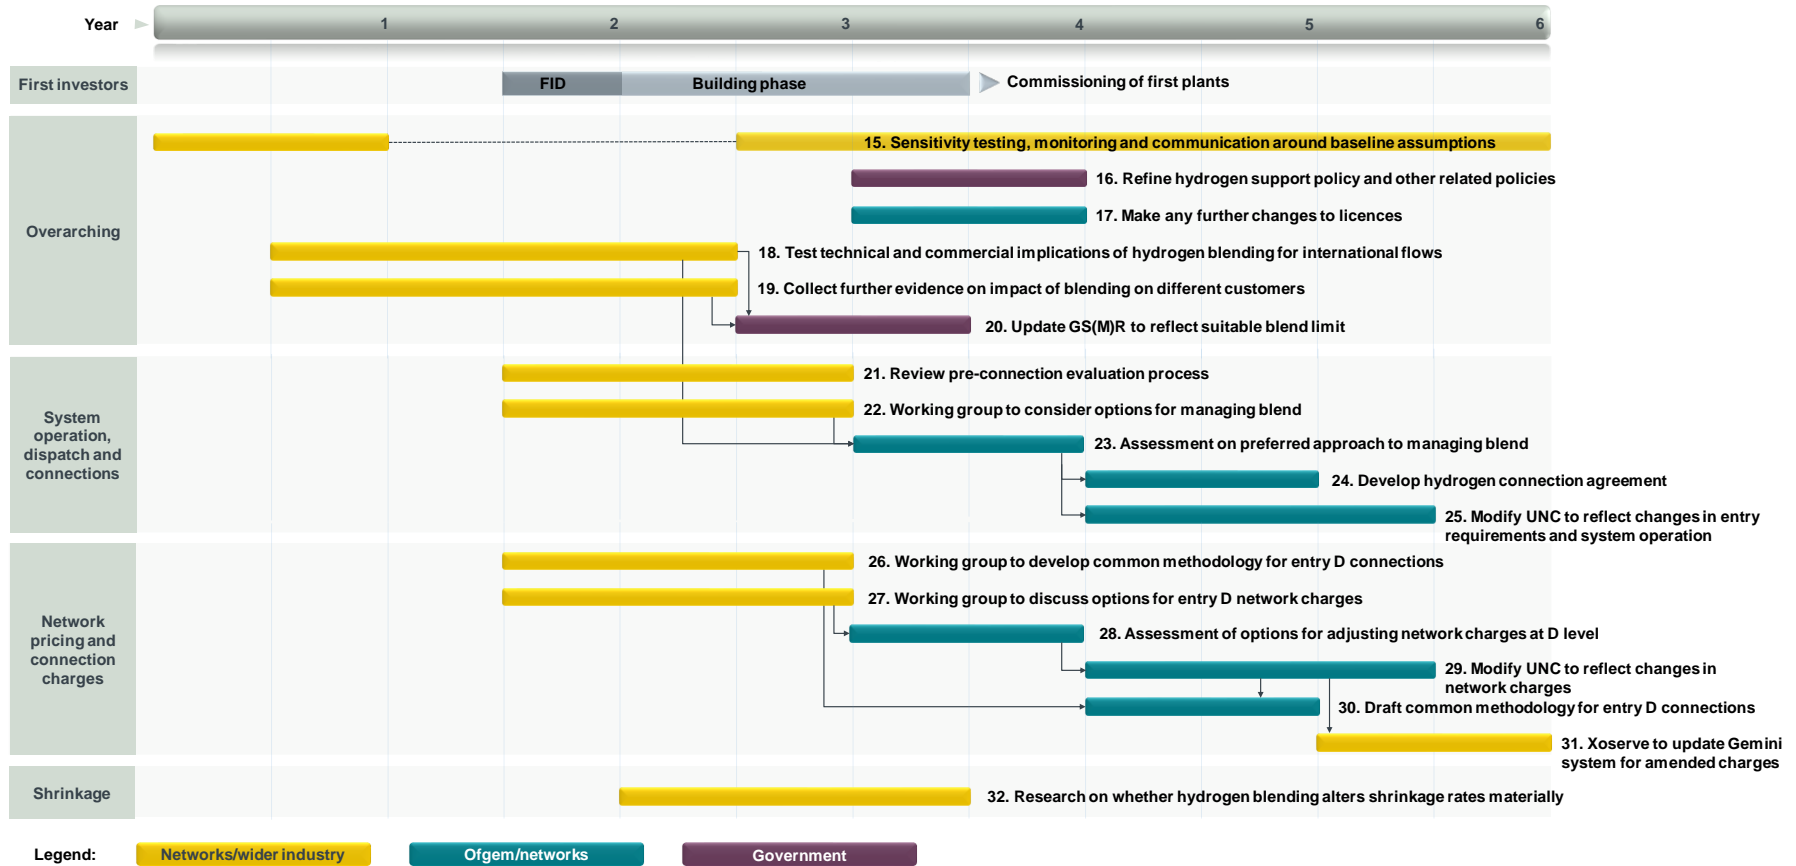 Year
1
2
3
4
5
6
First investors
FID
Building phase
Commissioning of first plants
Overarching
15. Sensitivity testing, monitoring and communication around baseline assumptions
16. Refine hydrogen support policy and other related policies
17. Make any further changes to licences
18. Test technical and commercial implications of hydrogen blending for international flows
19. Collect further evidence on impact of blending on different customers
20. Update GS(M)R to reflect suitable blend limit
System
operation,
dispatch and
connections
21. Review pre-connection evaluation process
22. Working group to consider options for managing blend
23. Assessment on preferred approach to managing blend
24. Develop hydrogen connection agreement
25. Modify UNC to reflect changes in entry
requirements and system operation
Network
pricing and
connection
charges
26. Working group to develop common methodology for entry D connections
27. Working group to discuss options for entry D network charges
28. Assessment of options for adjusting network charges at D level
29. Modify UNC to reflect changes in
network charges
30. Draft common methodology for entry D connections
31. Xoserve to update Gemini
system for amended charges
Shrinkage
32. Research on whether hydrogen blending alters shrinkage rates materially
Legend:
Networks/wider industry
Ofgem/networks
Government